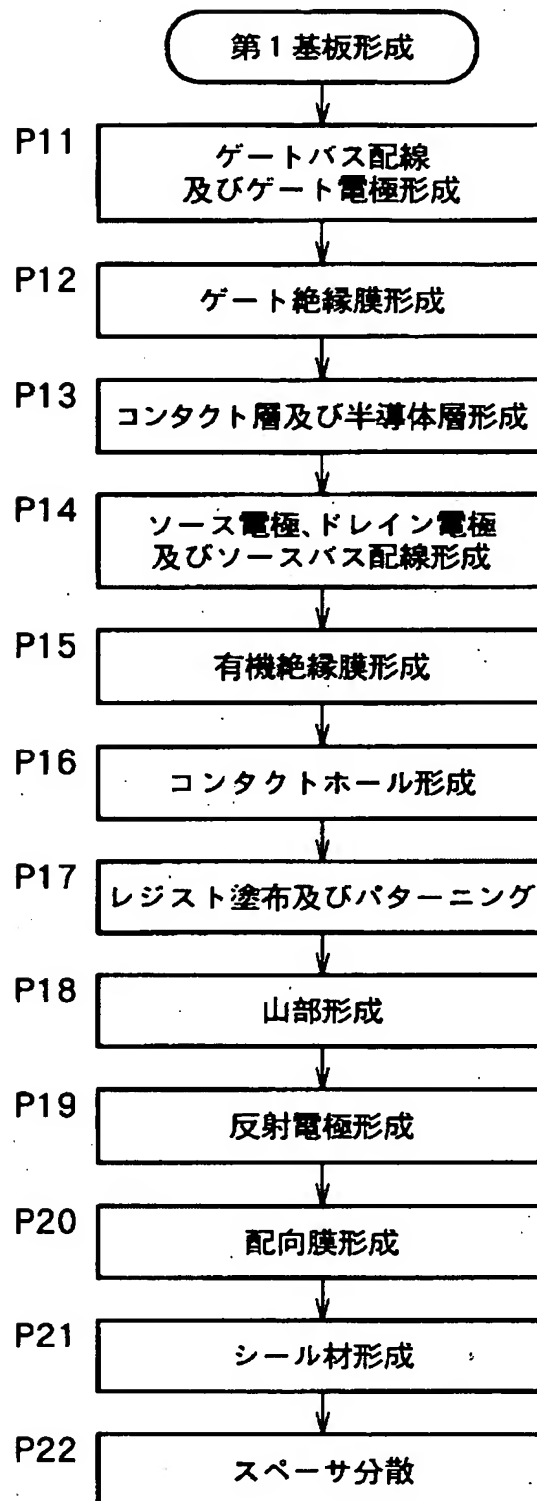 第1基板形成
P11
ゲートバス配線
及びゲート電極形成
P12
ゲート絶縁膜形成
P13
コンタクト層及び半導体層形成
P14
ソース電極、ドレイン電極
及びソースバス配線形成
P15
有機絶縁膜形成
P16
コンタクトホール形成
P17
レジスト塗布及びパターニング
P18
山部形成
P19
反射電極形成
P20
配向膜形成
P21
シール材形成
P22
スペーサ分散